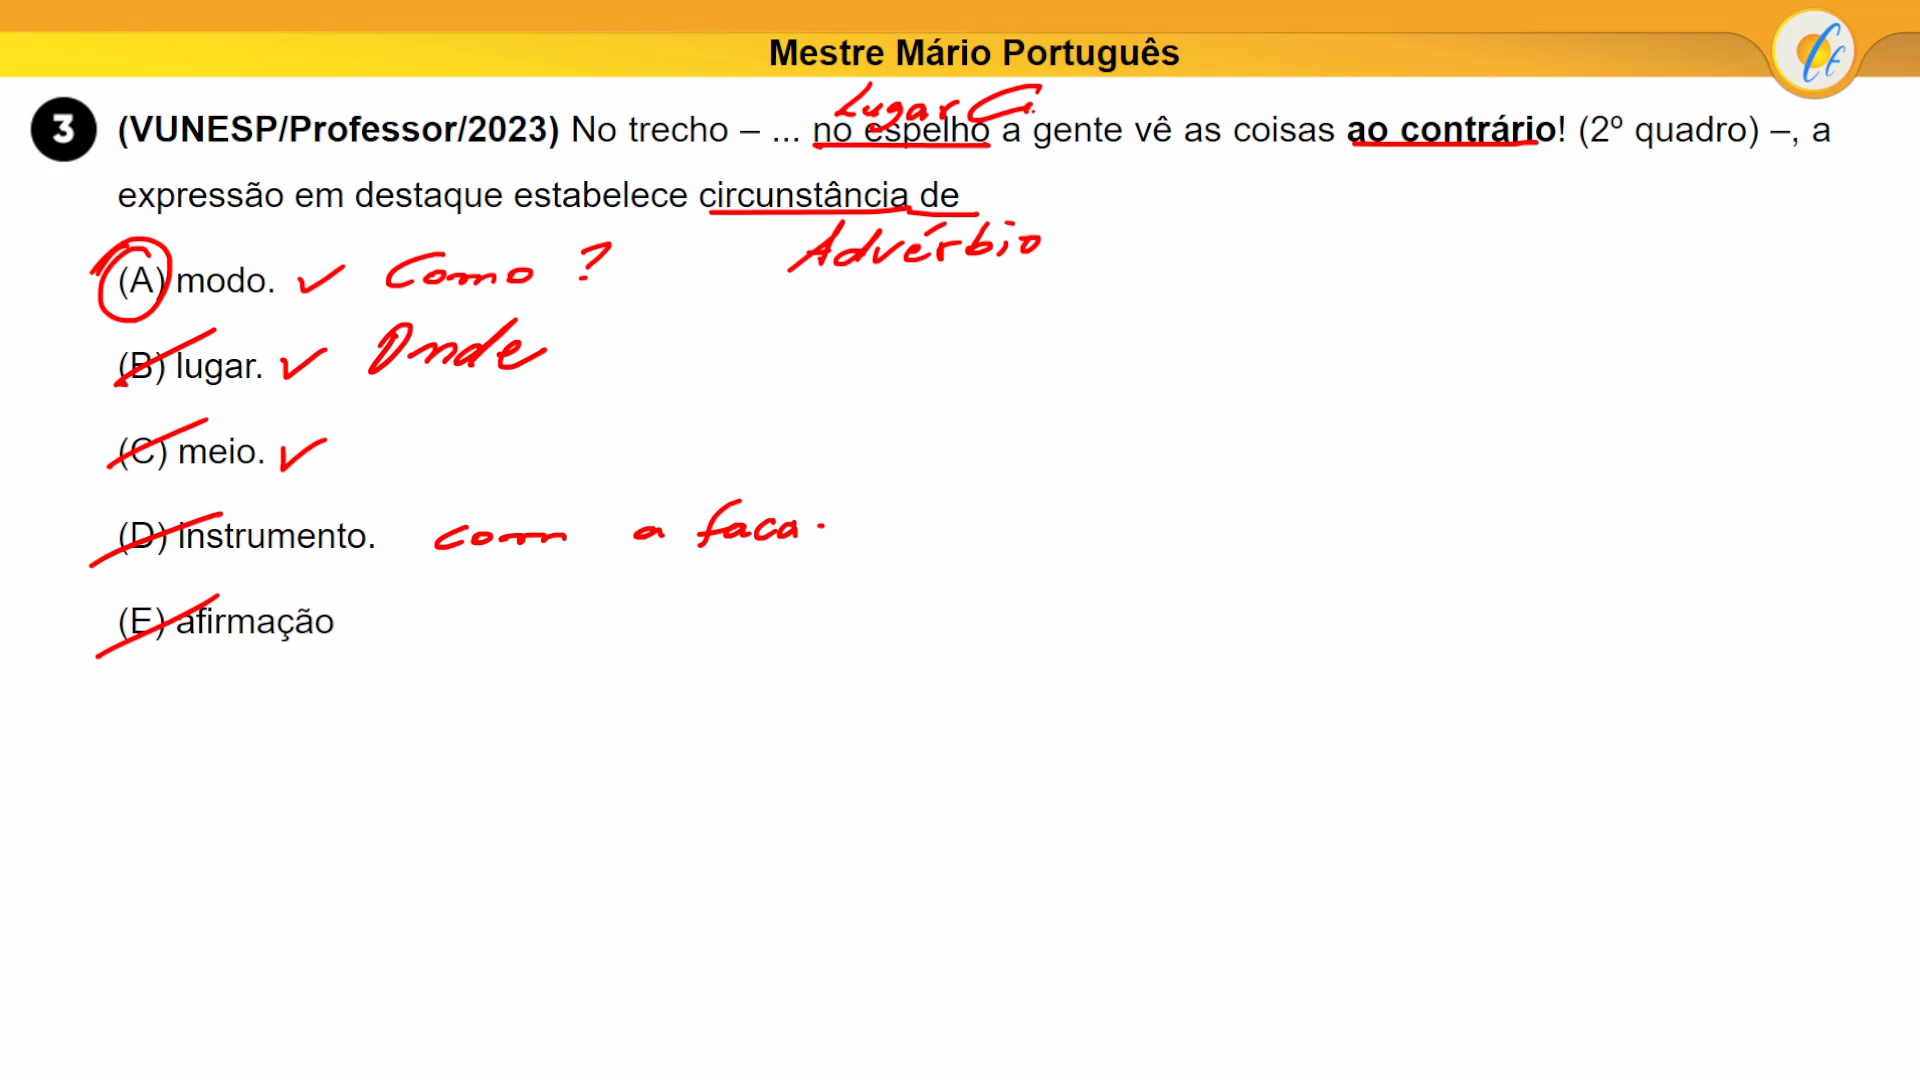 Mestre Mário Português
Lugar
3 (VUNESP/Professor/2023) No trecho – ... no espelho a gente vê as coisas ao contrário! (2º quadro) –, a
expressão em destaque estabelece circunstância de
Advérbio
(A) modo. Como ?
(B) lugar. Onde
(C) meio.
(D) instrumento. com a faca.
(E) afirmação